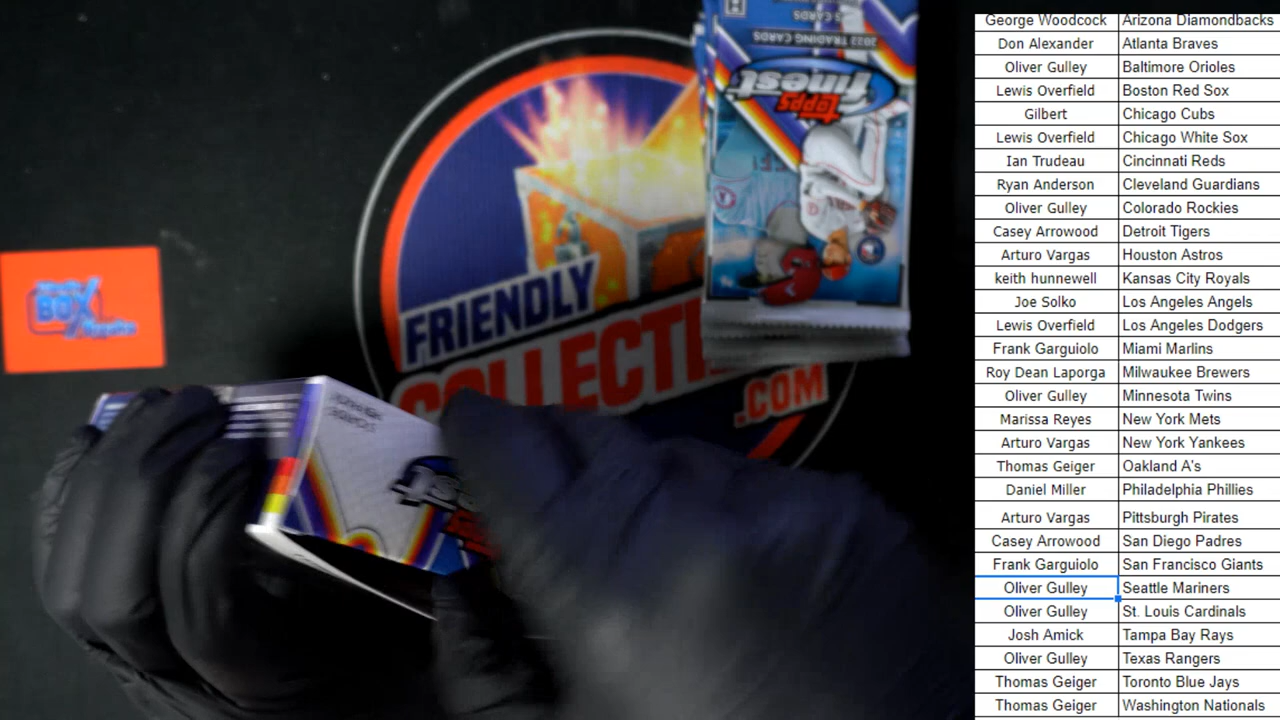 CARDS
2022 TRADING CARDS
topps
finest
BOX
FRIENDLY
.COM
George Woodcock Arizona Diamondbacks
Don Alexander Atlanta Braves
Oliver Gulley Baltimore Orioles
Lewis Overfield Boston Red Sox
Gilbert Chicago Cubs
Lewis Overfield Chicago White Sox
Ian Trudeau Cincinnati Reds
Ryan Anderson Cleveland Guardians
Oliver Gulley Colorado Rockies
Casey Arrowood Detroit Tigers
Arturo Vargas Houston Astros
keith hunnewell Kansas City Royals
Joe Solko Los Angeles Angels
Lewis Overfield Los Angeles Dodgers
Frank Garguiolo Miami Marlins
Roy Dean Laporga Milwaukee Brewers
Oliver Gulley Minnesota Twins
Marissa Reyes New York Mets
Arturo Vargas New York Yankees
Thomas Geiger Oakland A's
Daniel Miller Philadelphia Phillies
Arturo Vargas Pittsburgh Pirates
Casey Arrowood San Diego Padres
Frank Garguiolo San Francisco Giants
Oliver Gulley Seattle Mariners
Oliver Gulley St. Louis Cardinals
Josh Amick Tampa Bay Rays
Oliver Gulley Texas Rangers
Thomas Geiger Toronto Blue Jays
Thomas Geiger Washington Nationals